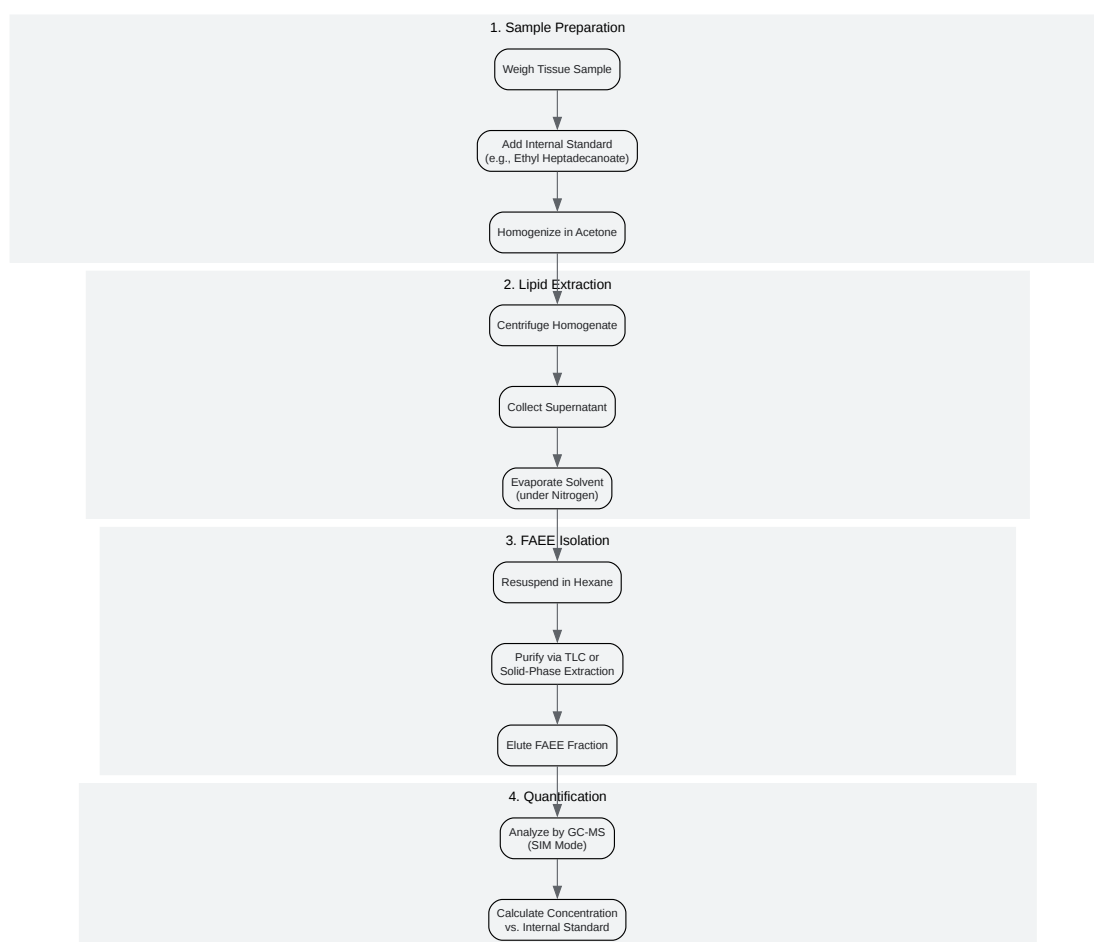 1. Sample Preparation
Weigh Tissue Sample
Add Internal Standard
(e.g., Ethyl Heptadecanoate)
Homogenize in Acetone
2. Lipid Extraction
Centrifuge Homogenate
Collect Supernatant
Evaporate Solvent
(under Nitrogen)
3. FAEE Isolation
Resuspend in Hexane
Purify via TLC or
Solid-Phase Extraction
Elute FAEE Fraction
4. Quantification
Analyze by GC-MS
(SIM Mode)
Calculate Concentration
vs. Internal Standard